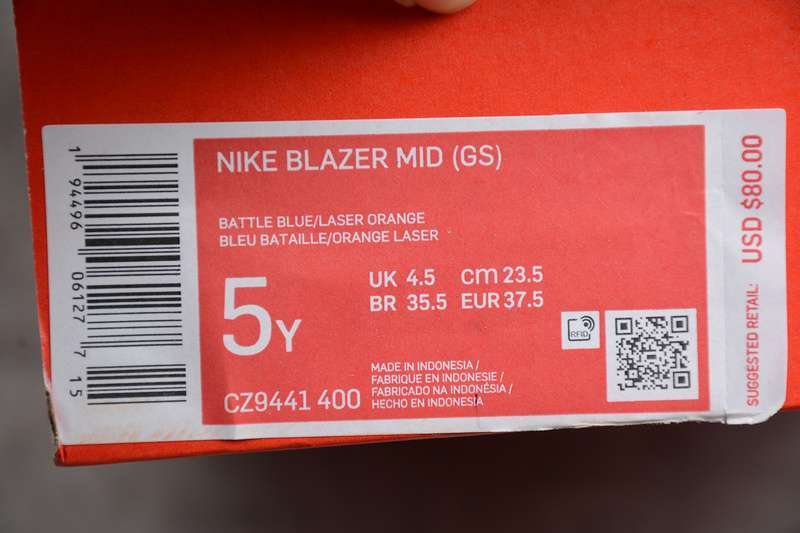 1 94496 06127 7 15
NIKE BLAZER MID (GS)
BATTLE BLUE/LASER ORANGE
BLEU BATAILLE/ORANGE LASER
5Y
UK 4.5 cm 23.5
BR 35.5 EUR 37.5
RFID
CZ9441 400
MADE IN INDONESIA /
FABRIQUE EN INDONESIE /
FABRICADO NA INDONÉSIA /
HECHO EN INDONESIA
SUGGESTED RETAIL: USD $80.00